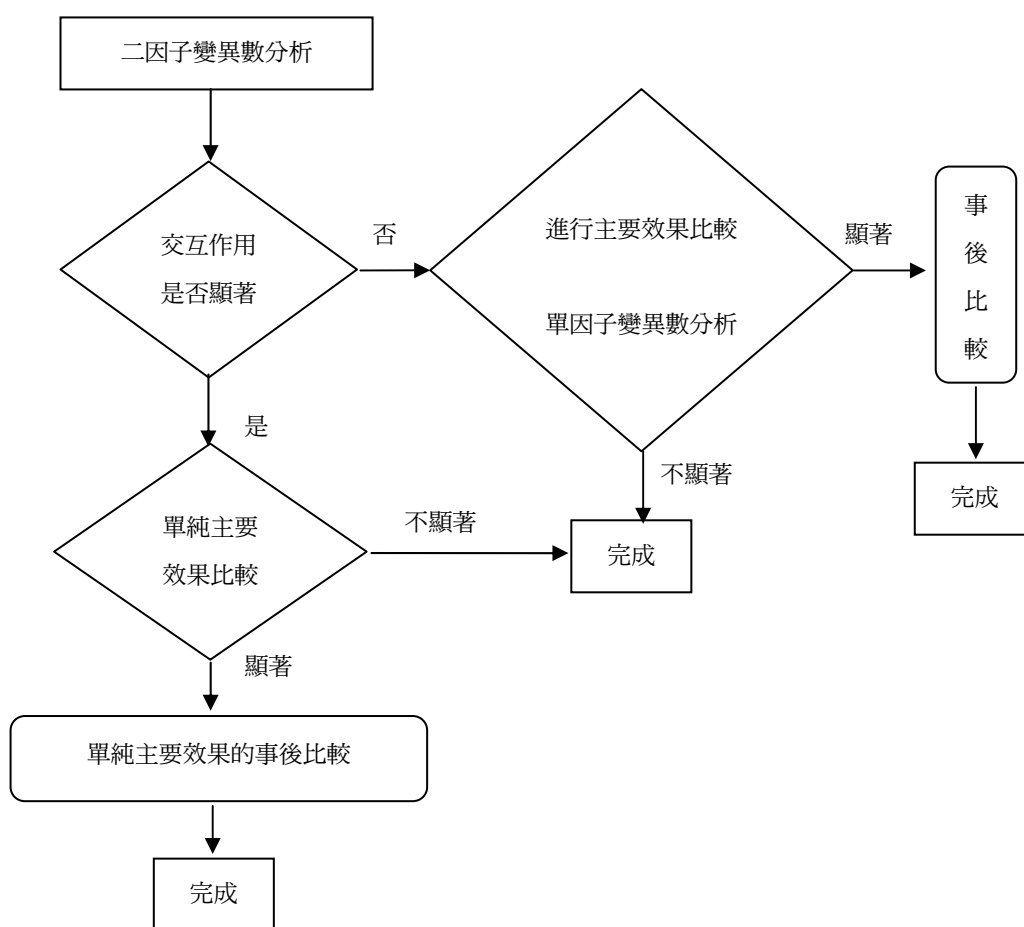 二因子變異數分析
交互作用
是否顯著
否
進行主要效果比較
單因子變異數分析
顯著
事
後
比
較
完成
是
不顯著
完成
單純主要
效果比較
不顯著
顯著
單純主要效果的事後比較
完成